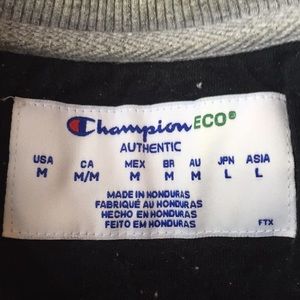 Champion ECO®
AUTHENTIC
USA CA MEX BR AU JPN ASIA
M M/M M M M L L
MADE IN HONDURAS
FABRIQUÉ AU HONDURAS
HECHO EN HONDURAS
FEITO EM HONDURAS
FTX